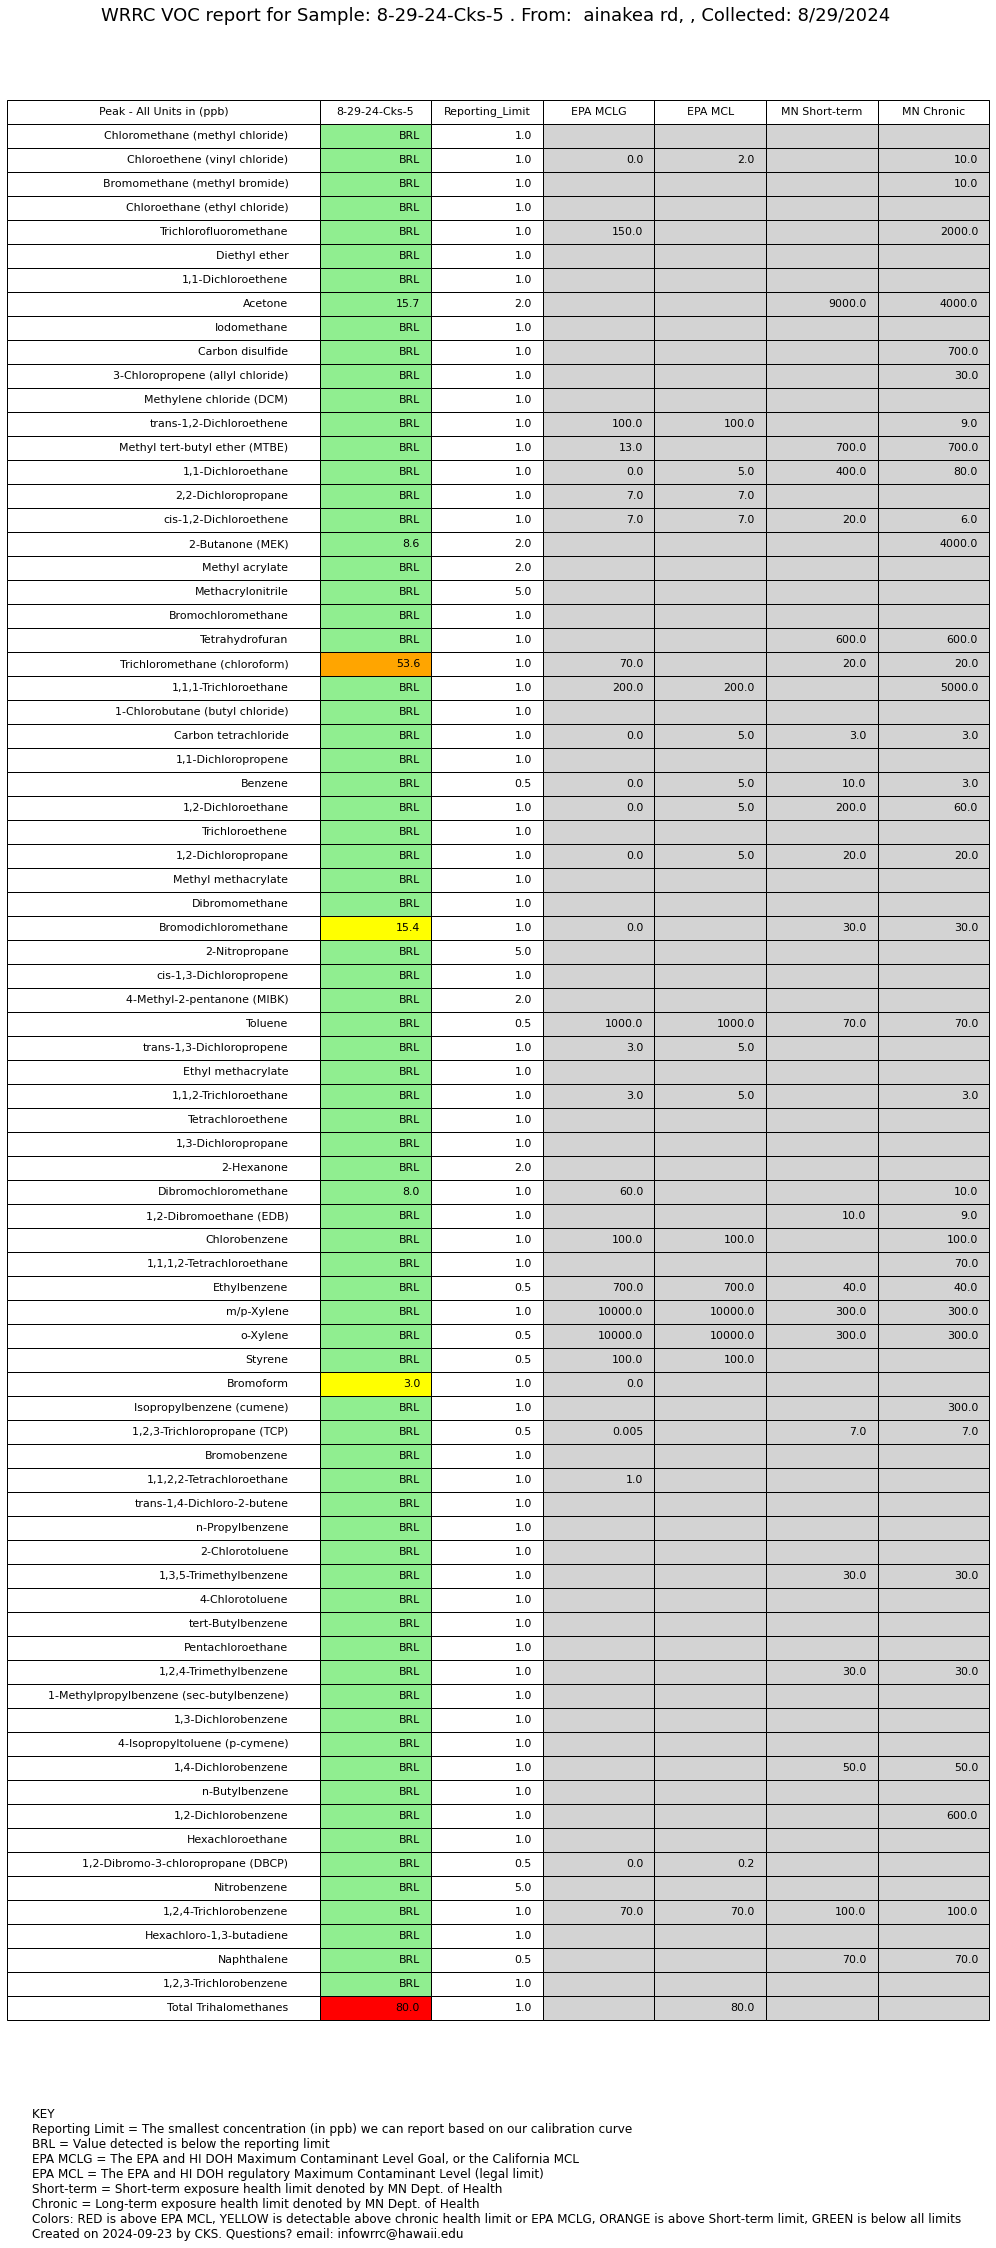 WRRC VOC report for Sample: 8-29-24-Cks-5 . From:  ainakea rd, , Collected: 8/29/2024
Peak - All Units in (ppb) 8-29-24-Cks-5 Reporting_Limit EPA MCLG EPA MCL MN Short-term MN Chronic
Chloromethane (methyl chloride) BRL 1.0
Chloroethene (vinyl chloride) BRL 1.0 0.0 2.0 10.0
Bromomethane (methyl bromide) BRL 1.0 10.0
Chloroethane (ethyl chloride) BRL 1.0
Trichlorofluoromethane BRL 1.0 150.0 2000.0
Diethyl ether BRL 1.0
1,1-Dichloroethene BRL 1.0
Acetone 15.7 2.0 9000.0 4000.0
Iodomethane BRL 1.0
Carbon disulfide BRL 1.0 700.0
3-Chloropropene (allyl chloride) BRL 1.0 30.0
Methylene chloride (DCM) BRL 1.0
trans-1,2-Dichloroethene BRL 1.0 100.0 100.0 9.0
Methyl tert-butyl ether (MTBE) BRL 1.0 13.0 700.0 700.0
1,1-Dichloroethane BRL 1.0 0.0 5.0 400.0 80.0
2,2-Dichloropropane BRL 1.0 7.0 7.0
cis-1,2-Dichloroethene BRL 1.0 7.0 7.0 20.0 6.0
2-Butanone (MEK) 8.6 2.0 4000.0
Methyl acrylate BRL 2.0
Methacrylonitrile BRL 5.0
Bromochloromethane BRL 1.0
Tetrahydrofuran BRL 1.0 600.0 600.0
Trichloromethane (chloroform) 53.6 1.0 70.0 20.0 20.0
1,1,1-Trichloroethane BRL 1.0 200.0 200.0 5000.0
1-Chlorobutane (butyl chloride) BRL 1.0
Carbon tetrachloride BRL 1.0 0.0 5.0 3.0 3.0
1,1-Dichloropropene BRL 1.0
Benzene BRL 0.5 0.0 5.0 10.0 3.0
1,2-Dichloroethane BRL 1.0 0.0 5.0 200.0 60.0
Trichloroethene BRL 1.0
1,2-Dichloropropane BRL 1.0 0.0 5.0 20.0 20.0
Methyl methacrylate BRL 1.0
Dibromomethane BRL 1.0
Bromodichloromethane 15.4 1.0 0.0 30.0 30.0
2-Nitropropane BRL 5.0
cis-1,3-Dichloropropene BRL 1.0
4-Methyl-2-pentanone (MIBK) BRL 2.0
Toluene BRL 0.5 1000.0 1000.0 70.0 70.0
trans-1,3-Dichloropropene BRL 1.0 3.0 5.0
Ethyl methacrylate BRL 1.0
1,1,2-Trichloroethane BRL 1.0 3.0 5.0 3.0
Tetrachloroethene BRL 1.0
1,3-Dichloropropane BRL 1.0
2-Hexanone BRL 2.0
Dibromochloromethane 8.0 1.0 60.0 10.0
1,2-Dibromoethane (EDB) BRL 1.0 10.0 9.0
Chlorobenzene BRL 1.0 100.0 100.0 100.0
1,1,1,2-Tetrachloroethane BRL 1.0 70.0
Ethylbenzene BRL 0.5 700.0 700.0 40.0 40.0
m/p-Xylene BRL 1.0 10000.0 10000.0 300.0 300.0
o-Xylene BRL 0.5 10000.0 10000.0 300.0 300.0
Styrene BRL 0.5 100.0 100.0
Bromoform 3.0 1.0 0.0
Isopropylbenzene (cumene) BRL 1.0 300.0
1,2,3-Trichloropropane (TCP) BRL 0.5 0.005 7.0 7.0
Bromobenzene BRL 1.0
1,1,2,2-Tetrachloroethane BRL 1.0 1.0
trans-1,4-Dichloro-2-butene BRL 1.0
n-Propylbenzene BRL 1.0
2-Chlorotoluene BRL 1.0
1,3,5-Trimethylbenzene BRL 1.0 30.0 30.0
4-Chlorotoluene BRL 1.0
tert-Butylbenzene BRL 1.0
Pentachloroethane BRL 1.0
1,2,4-Trimethylbenzene BRL 1.0 30.0 30.0
1-Methylpropylbenzene (sec-butylbenzene) BRL 1.0
1,3-Dichlorobenzene BRL 1.0
4-Isopropyltoluene (p-cymene) BRL 1.0
1,4-Dichlorobenzene BRL 1.0 50.0 50.0
n-Butylbenzene BRL 1.0
1,2-Dichlorobenzene BRL 1.0 600.0
Hexachloroethane BRL 1.0
1,2-Dibromo-3-chloropropane (DBCP) BRL 0.5 0.0 0.2
Nitrobenzene BRL 5.0
1,2,4-Trichlorobenzene BRL 1.0 70.0 70.0 100.0 100.0
Hexachloro-1,3-butadiene BRL 1.0
Naphthalene BRL 0.5 70.0 70.0
1,2,3-Trichlorobenzene BRL 1.0
Total Trihalomethanes 80.0 1.0 80.0
KEY
Reporting Limit = The smallest concentration (in ppb) we can report based on our calibration curve
BRL = Value detected is below the reporting limit
EPA MCLG = The EPA and HI DOH Maximum Contaminant Level Goal, or the California MCL
EPA MCL = The EPA and HI DOH regulatory Maximum Contaminant Level (legal limit)
Short-term = Short-term exposure health limit denoted by MN Dept. of Health
Chronic = Long-term exposure health limit denoted by MN Dept. of Health
Colors: RED is above EPA MCL, YELLOW is detectable above chronic health limit or EPA MCLG, ORANGE is above Short-term limit, GREEN is below all limits
Created on 2024-09-23 by CKS. Questions? email: infowrrc@hawaii.edu